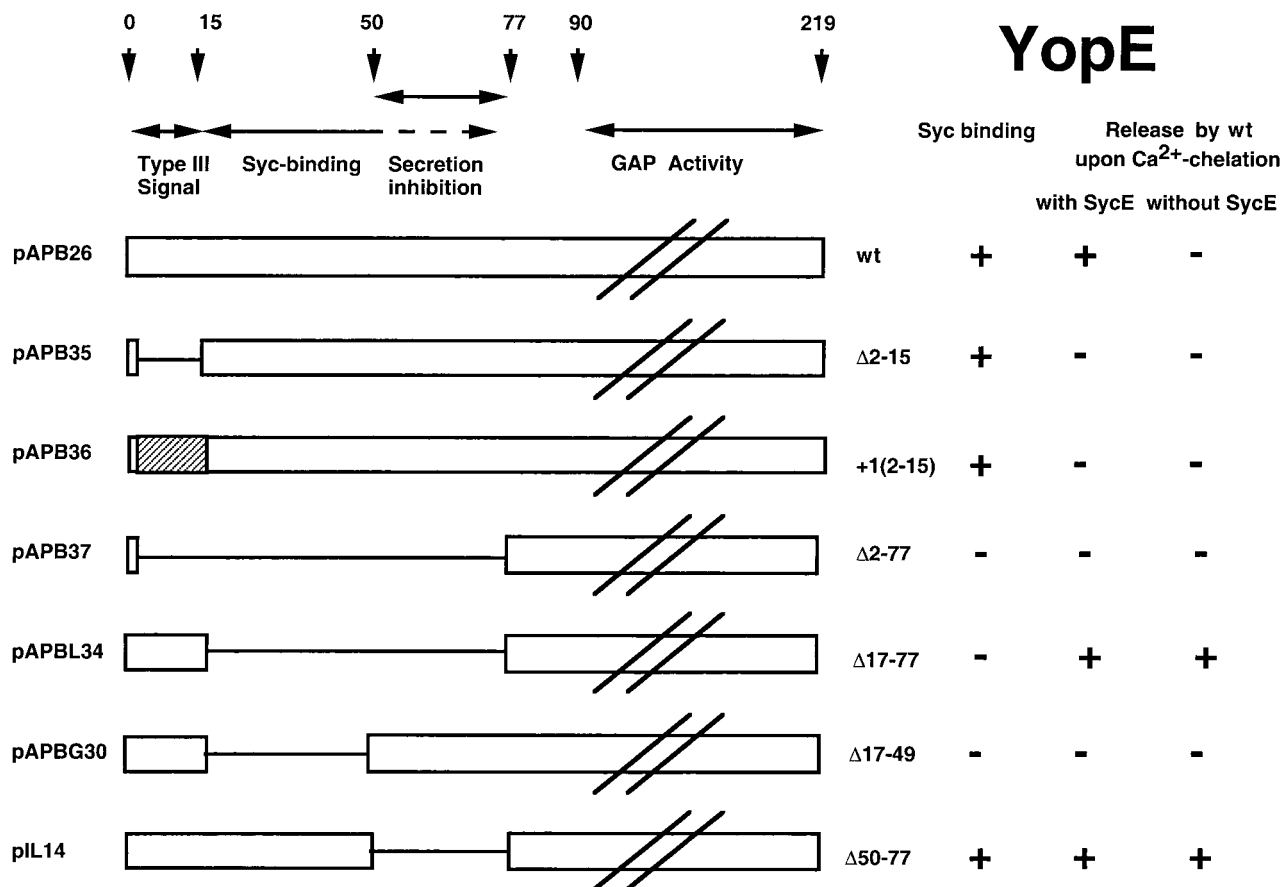 0 15 50 77 90 219
YopE
Syc binding Release by wt
upon Ca2+-chelation
Type III Syc-binding Secretion GAP Activity
Signal inhibition
with SycE without SycE
pAPB26 wt + + -
pAPB35 Δ2-15 + - -
pAPB36 +1(2-15) + - -
pAPB37 Δ2-77 - - -
pAPBL34 Δ17-77 - + +
pAPBG30 Δ17-49 - - -
pIL14 Δ50-77 + + +